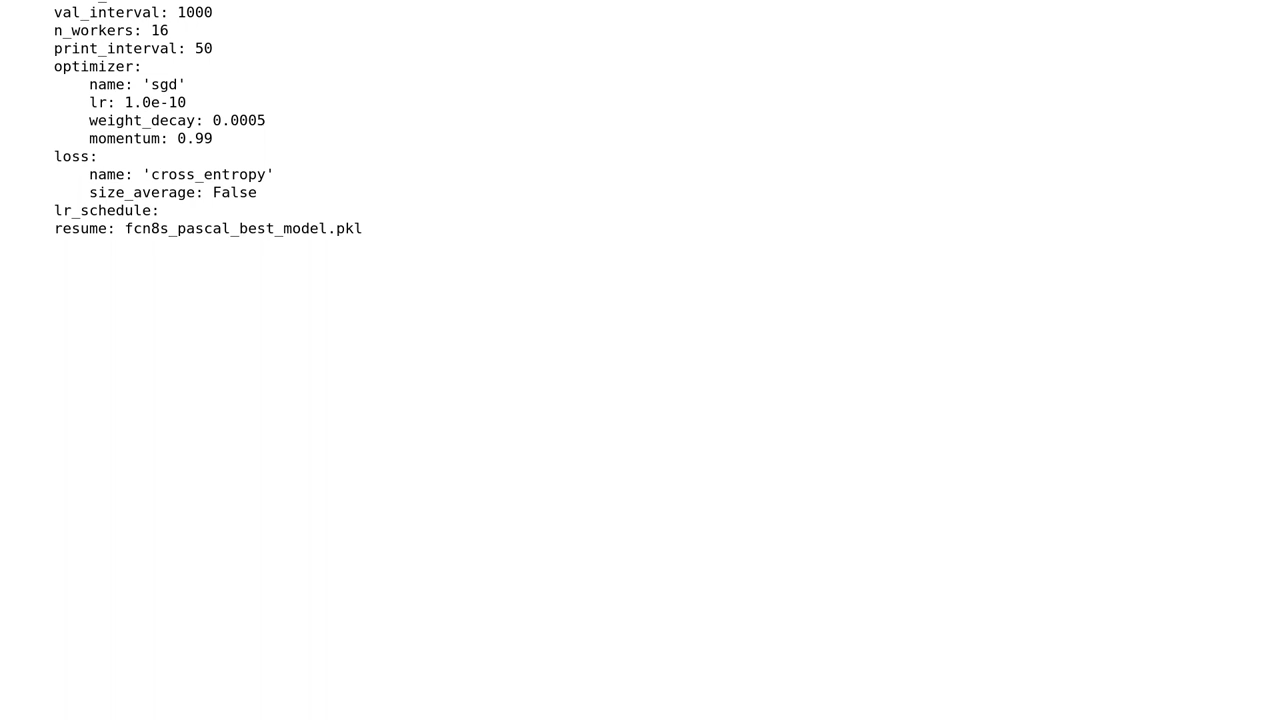 val_interval: 1000
n_workers: 16
print_interval: 50
optimizer:
    name: 'sgd'
    lr: 1.0e-10
    weight_decay: 0.0005
    momentum: 0.99
loss:
    name: 'cross_entropy'
    size_average: False
lr_schedule:
resume: fcn8s_pascal_best_model.pkl